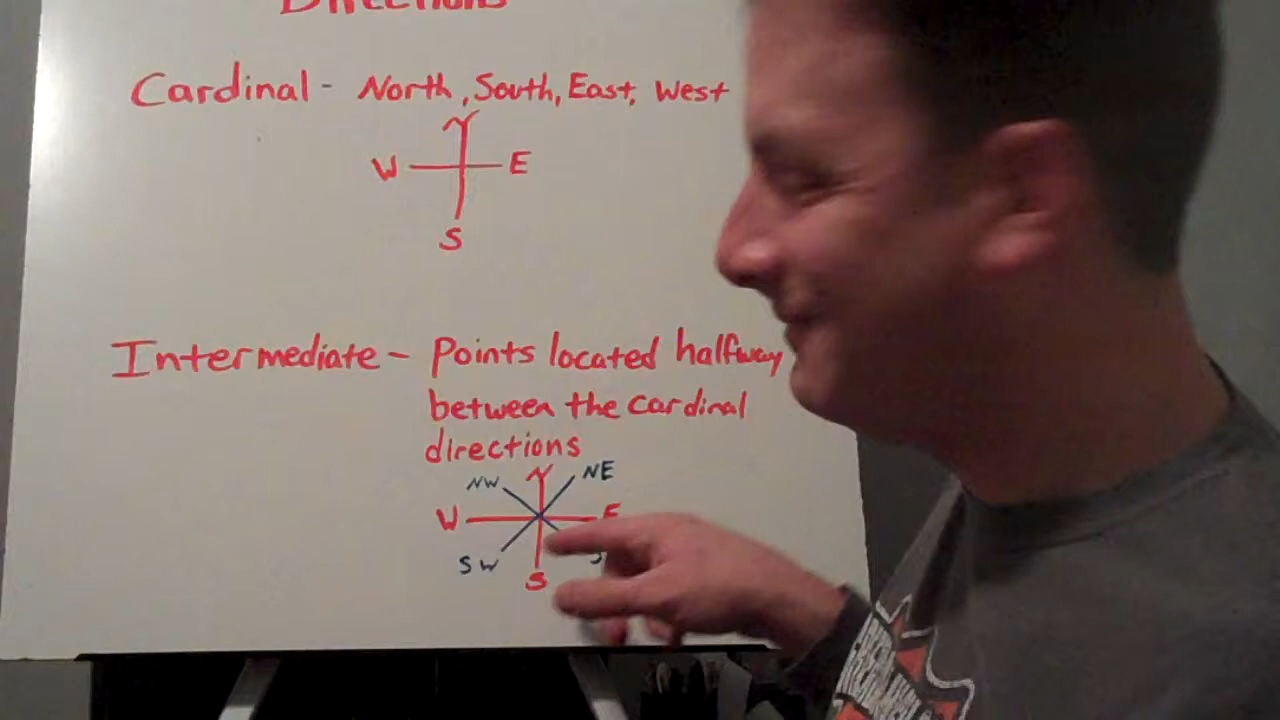 Directions
Cardinal - North, South, East, West
N
W E
S
Intermediate - Points located halfway
between the cardinal
directions
NW N NE
W E
SW S